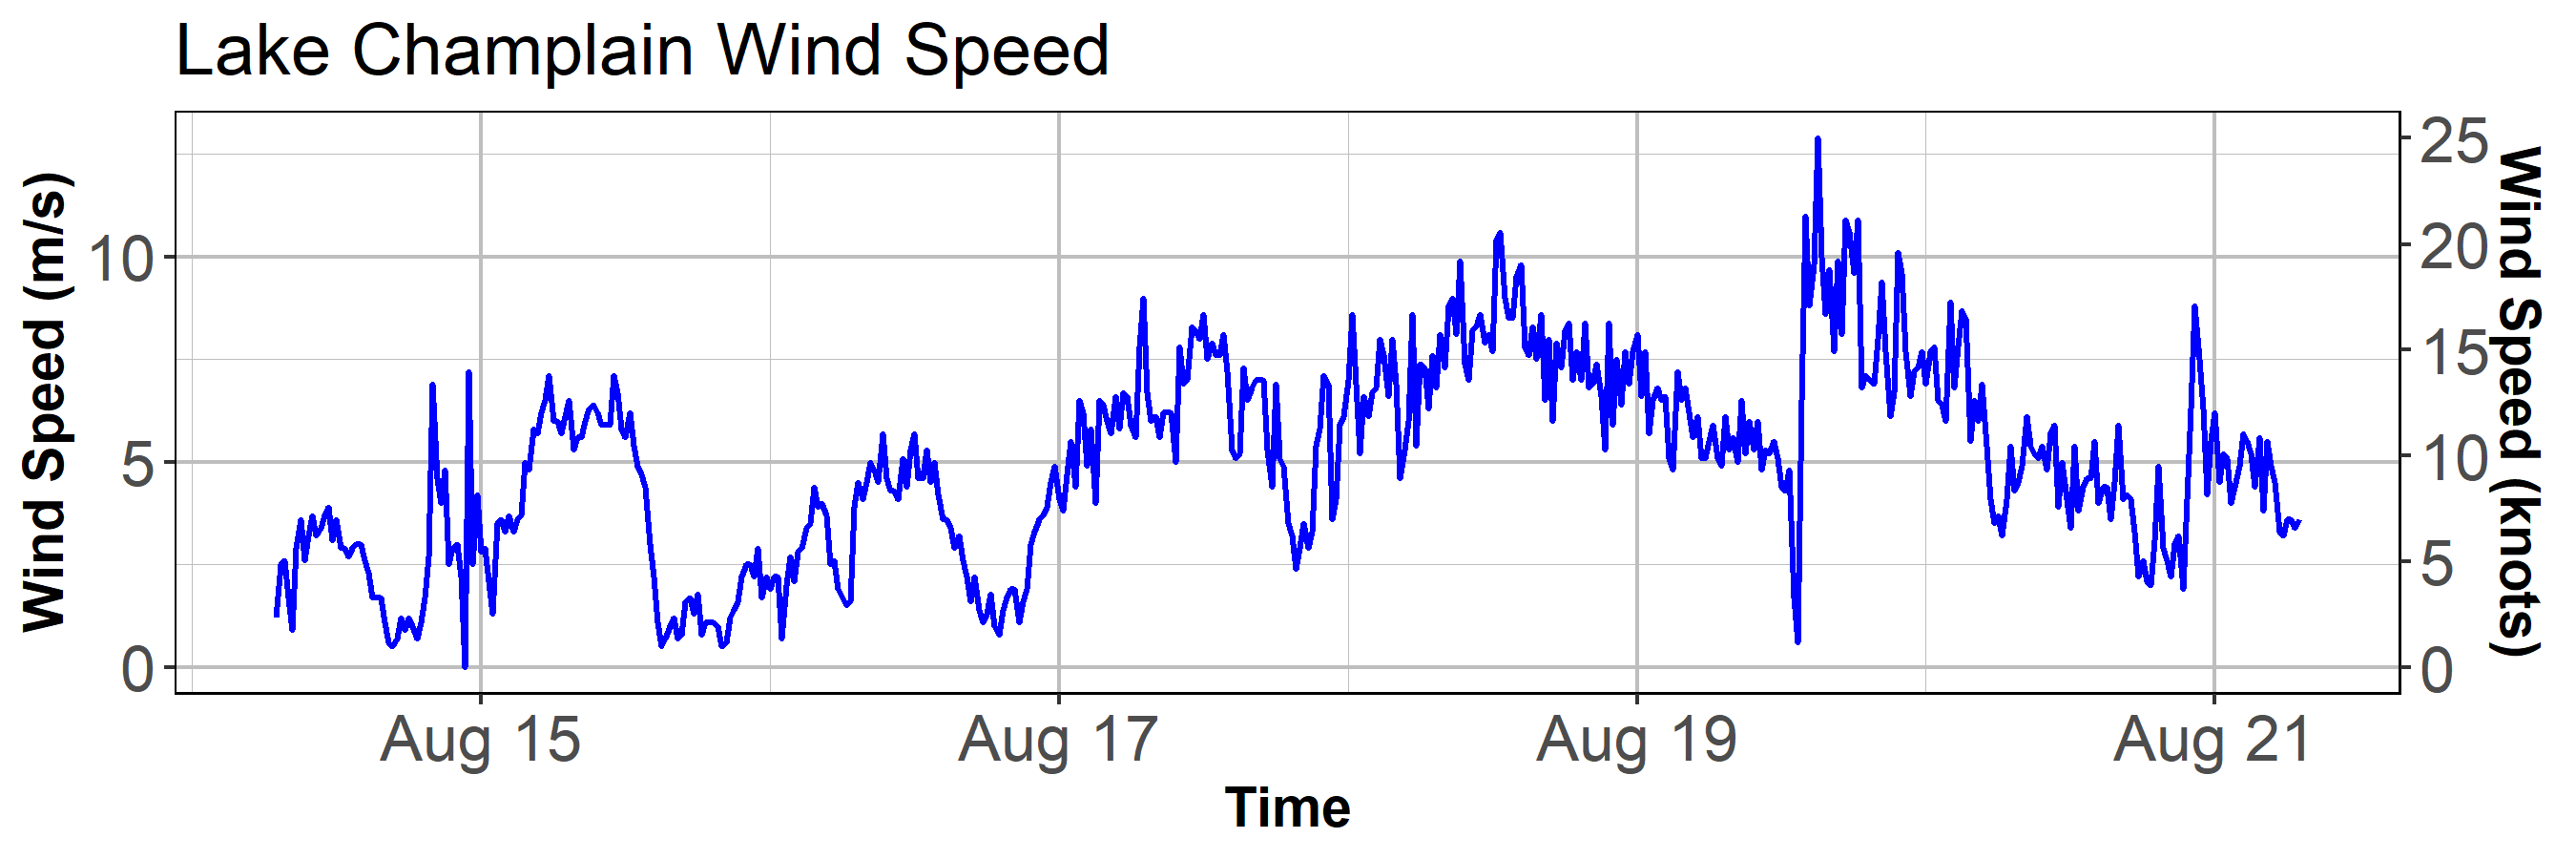 Lake Champlain Wind Speed
Wind Speed (m/s)
10
5
0
25
20
15
10
5
0
Wind Speed (knots)
Aug 15
Aug 17
Aug 19
Aug 21
Time